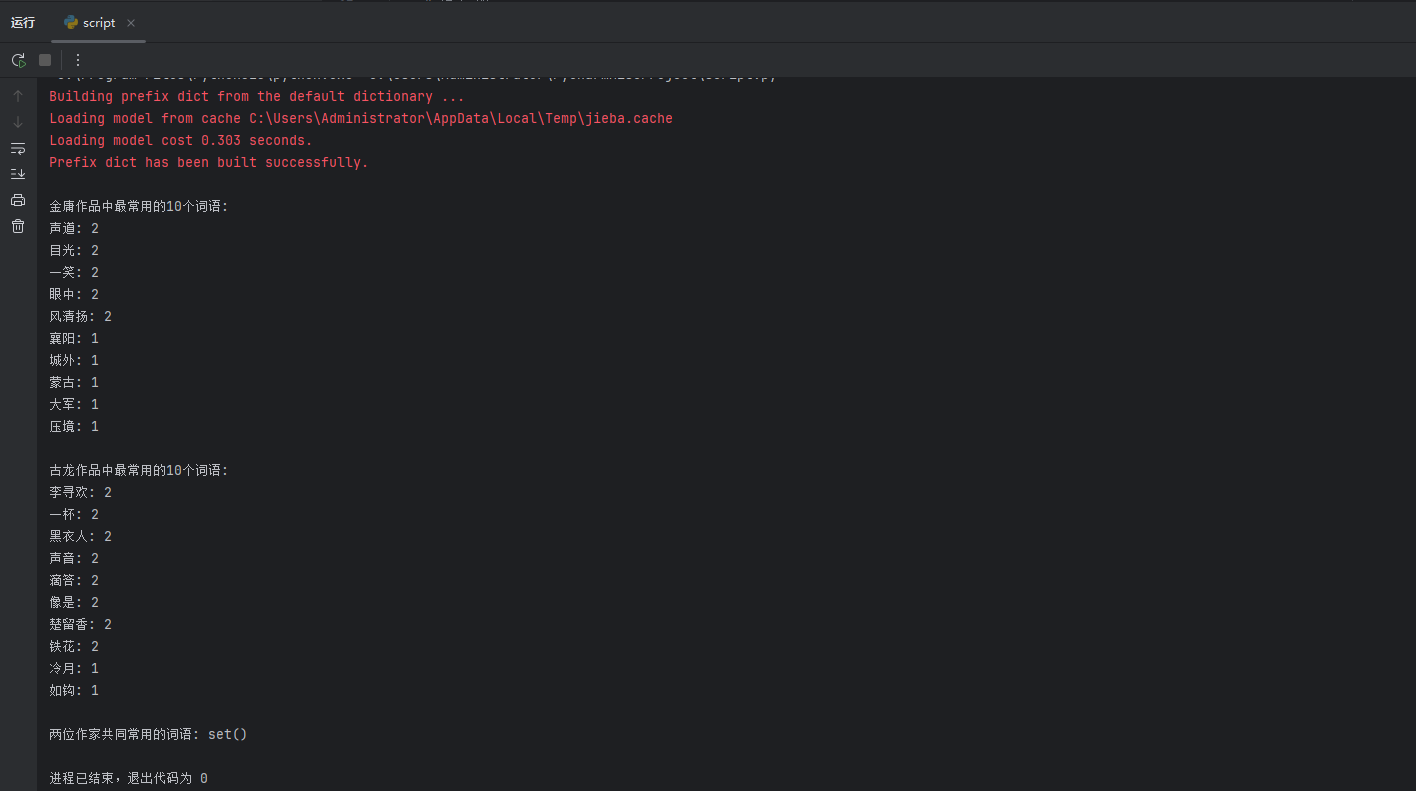 运行
script
Building prefix dict from the default dictionary ...
Loading model from cache C:\Users\Administrator\AppData\Local\Temp\jieba.cache
Loading model cost 0.303 seconds.
Prefix dict has been built successfully.
金庸作品中最常用的10个词语:
声道: 2
目光: 2
一笑: 2
眼中: 2
风清扬: 2
襄阳: 1
城外: 1
蒙古: 1
大军: 1
压境: 1
古龙作品中最常用的10个词语:
李寻欢: 2
一杯: 2
黑衣人: 2
声音: 2
滴答: 2
像是: 2
楚留香: 2
铁花: 2
冷月: 1
如钩: 1
两位作家共同常用的词语: set()
进程已结束，退出代码为 0